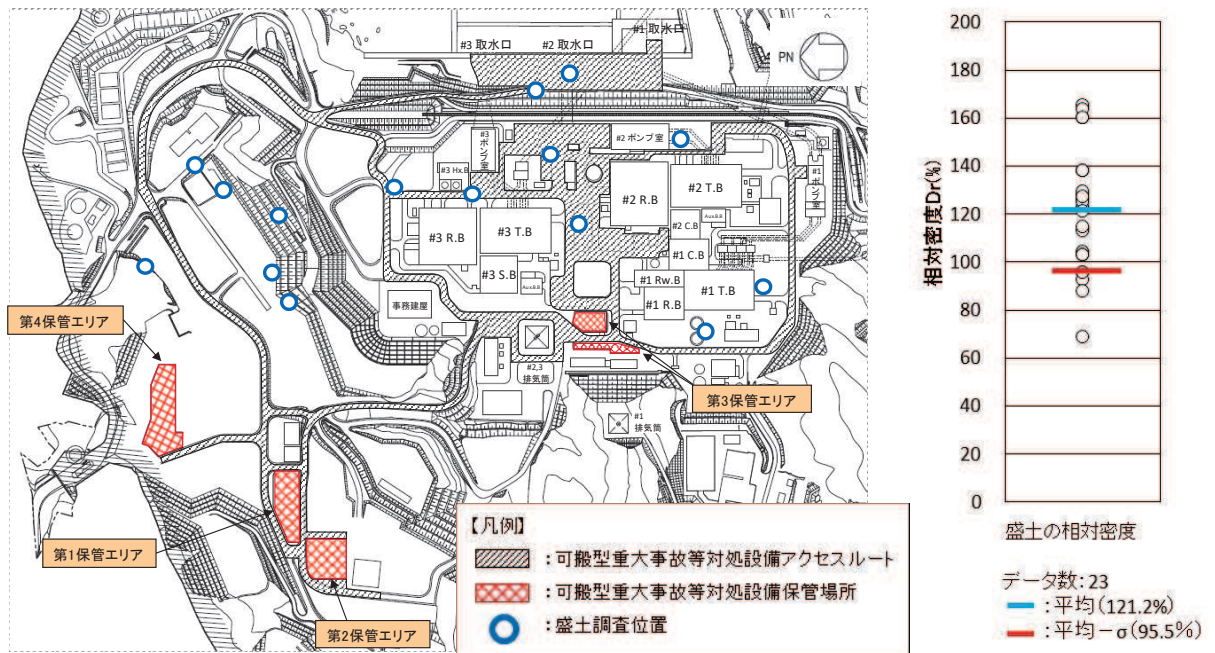 #3 取水口
#2 取水口
#1 取水口
PN
#3 ポンプ室
#2 ポンプ室
#1 ポンプ室
#3 Hx.B
#2 R.B
#2 T.B
#3 R.B
#3 T.B
#2 C.B
Aux.B.B
#1 C.B
#3 S.B
Aux.B.B
#1 Rw.B
#1 R.B
#1 T.B
事務建屋
#2,3
排気筒
#1
排気筒
第4保管エリア
第3保管エリア
第1保管エリア
第2保管エリア
【凡例】
：可搬型重大事故等対処設備アクセスルート
：可搬型重大事故等対処設備保管場所
：盛土調査位置
相対密度Dr(%)
200
180
160
140
120
100
80
60
40
20
0
盛土の相対密度
データ数：23
：平均(121.2%)
：平均－σ(95.5%)